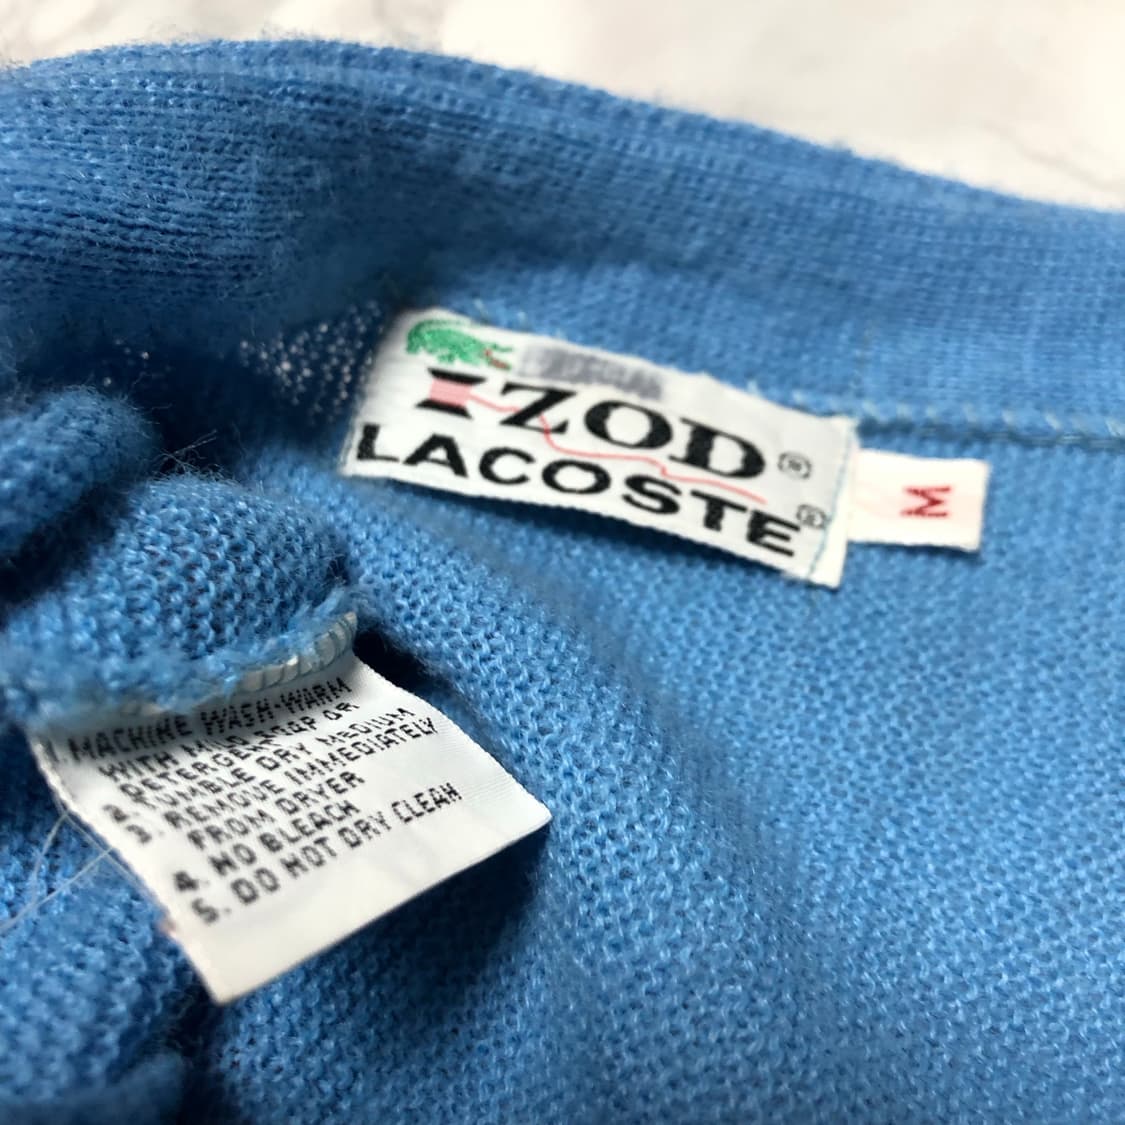 IZOD®
LACOSTE®
M
1. MACHINE WASH-WARM
WITH MILD SOAP OR
DETERGENT
2. TUMBLE DRY MEDIUM
3. REMOVE IMMEDIATELY
FROM DRYER
4. NO BLEACH
5. DO NOT DRY CLEAN